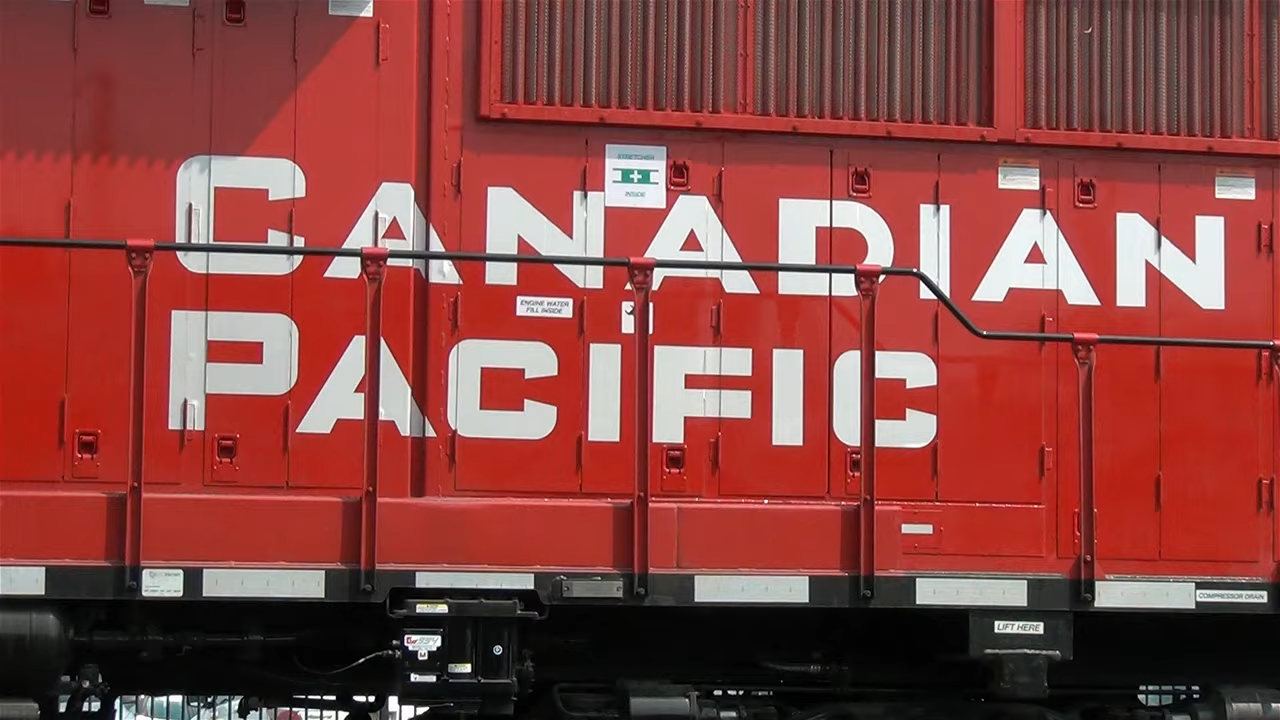 STRETCHER
INSIDE
CANADIAN
ENGINE WATER
FILL INSIDE
PACIFIC
COMPRESSOR DRAIN
LIFT HERE